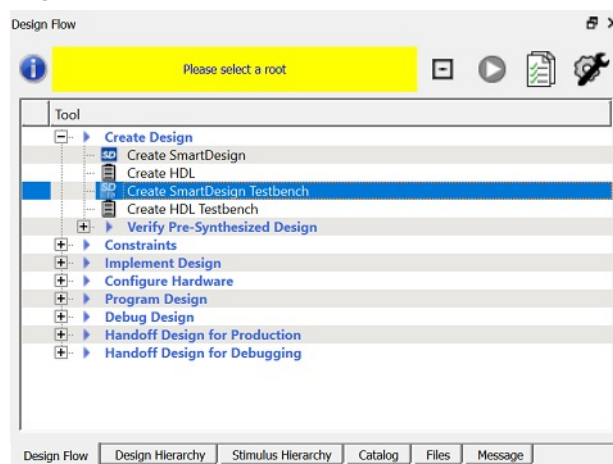 Design Flow
Please select a root
Tool
Create Design
Create SmartDesign
Create HDL
Create SmartDesign Testbench
Create HDL Testbench
Verify Pre-Synthesized Design
Constraints
Implement Design
Configure Hardware
Program Design
Debug Design
Handoff Design for Production
Handoff Design for Debugging
Design Flow Design Hierarchy Stimulus Hierarchy Catalog Files Message